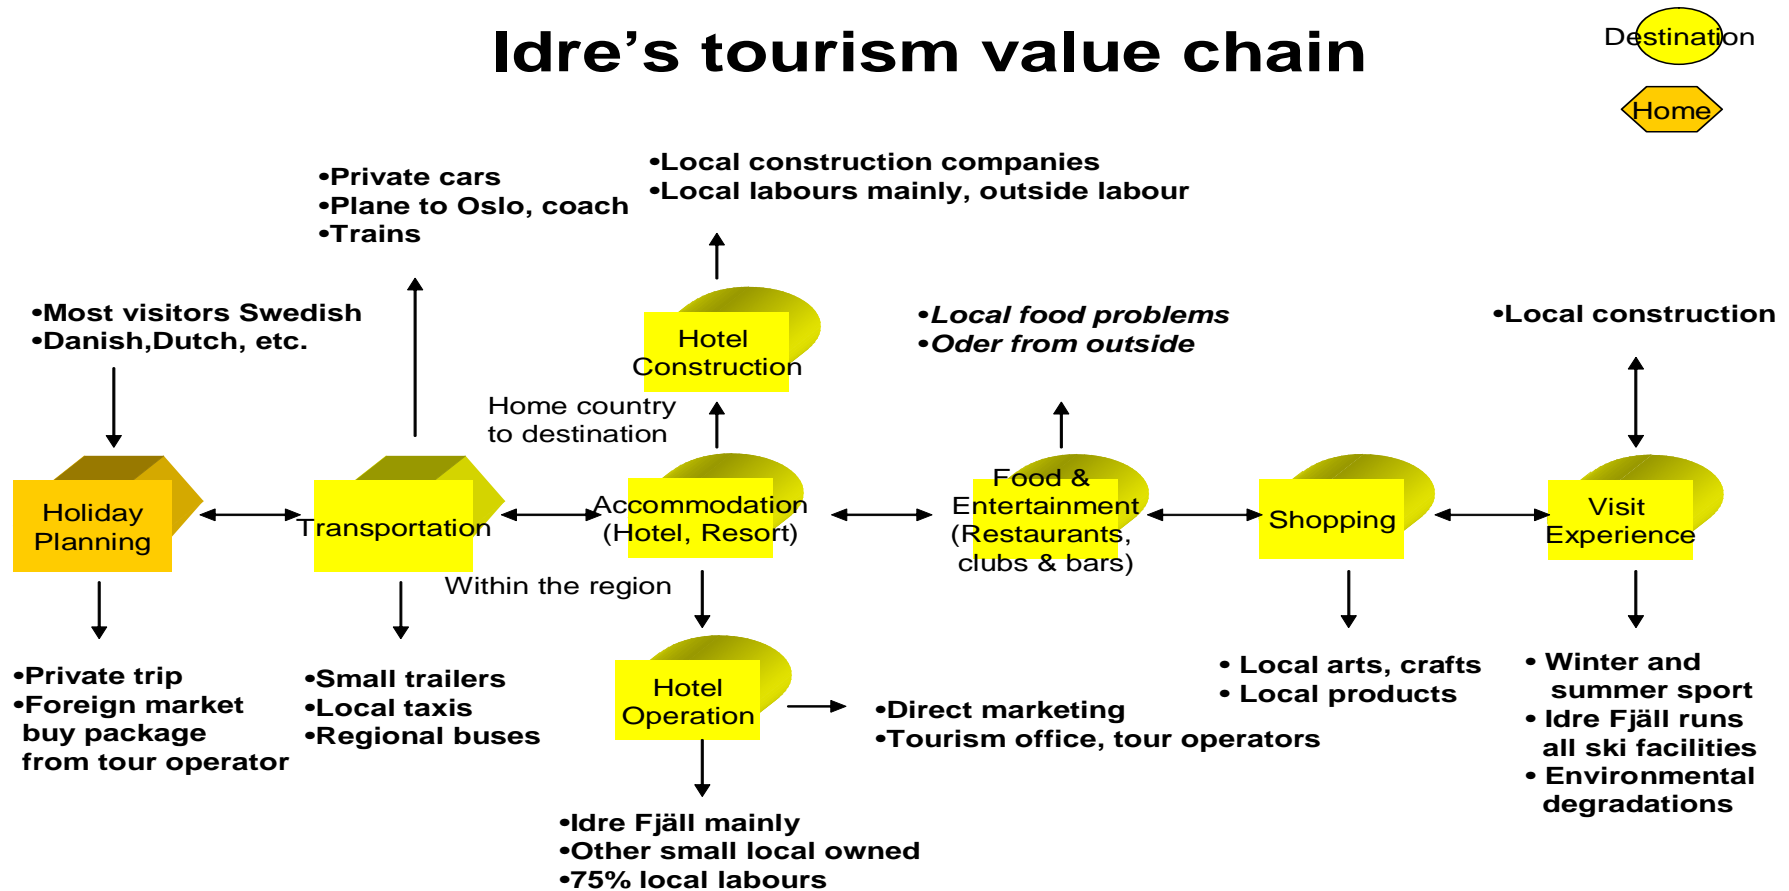 Idre’s tourism value chain
Destination
Home
•Private cars
•Plane to Oslo, coach
•Trains
•Local construction companies
•Local labours mainly, outside labour
•Most visitors Swedish
•Danish,Dutch, etc.
Hotel
Construction
•Local food problems
•Oder from outside
•Local construction
Home country
to destination
Holiday
Planning
Transportation
Accommodation
(Hotel, Resort)
Food &
Entertainment
(Restaurants,
clubs & bars)
Shopping
Visit
Experience
Within the region
•Private trip
•Foreign market
buy package
from tour operator
•Small trailers
•Local taxis
•Regional buses
Hotel
Operation
•Direct marketing
•Tourism office, tour operators
• Local arts, crafts
• Local products
• Winter and
summer sport
• Idre Fjäll runs
all ski facilities
• Environmental
degradations
•Idre Fjäll mainly
•Other small local owned
•75% local labours